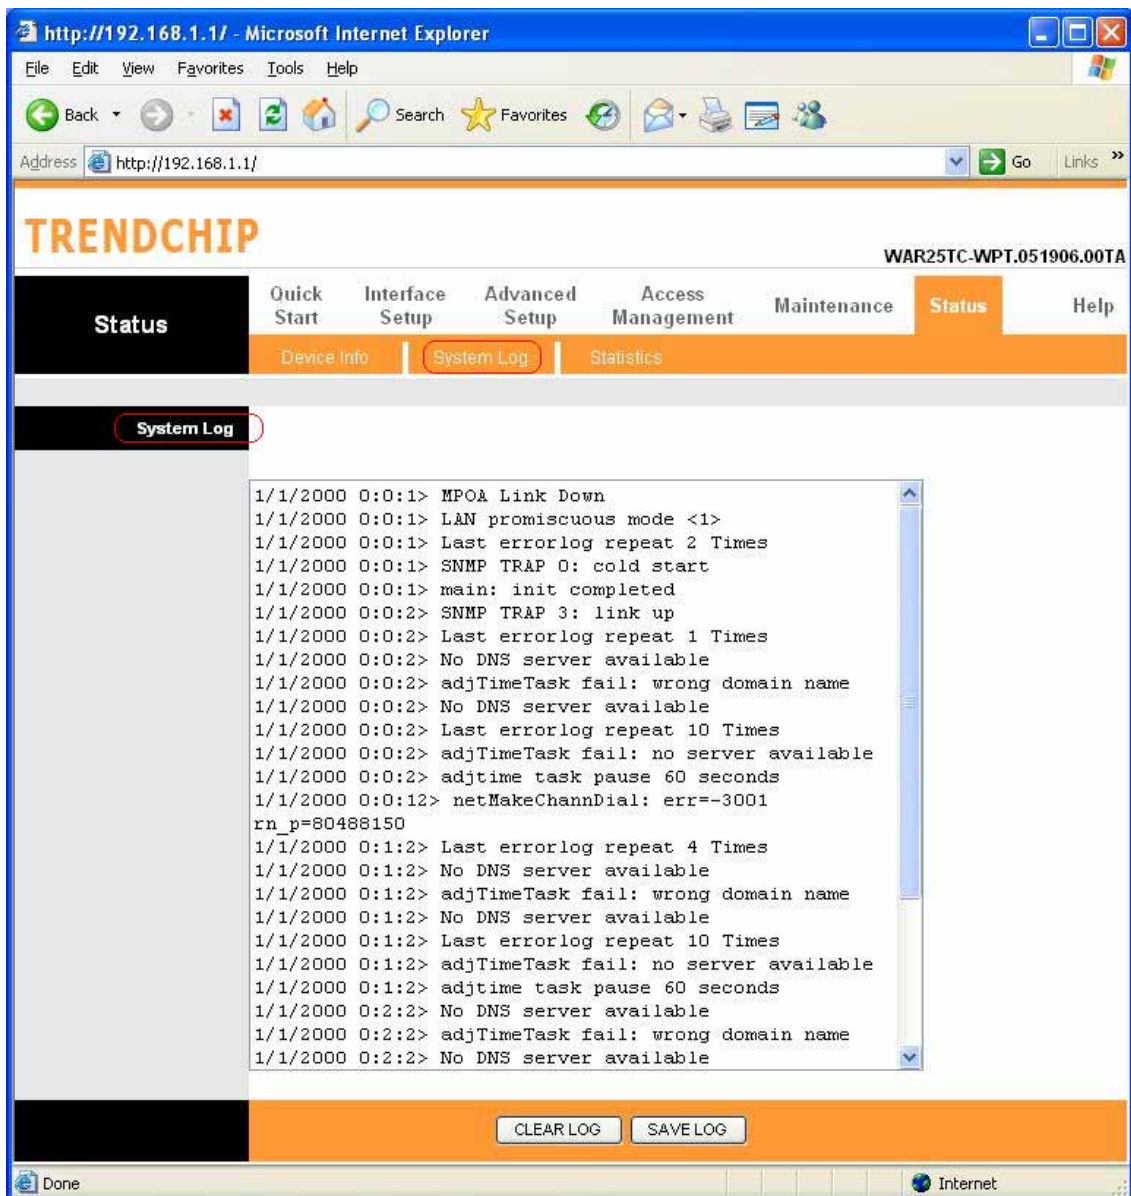 http://192.168.1.1/ - Microsoft Internet Explorer
File Edit View Favorites Tools Help
Back Search Favorites
Address http://192.168.1.1/ Go Links »
TRENDCHIP
WAR25TC-WPT.051906.00TA
Status
Quick Start
Interface Setup
Advanced Setup
Access Management
Maintenance
Status
Help
Device Info System Log Statistics
System Log
1/1/2000 0:0:1> MPOA Link Down
1/1/2000 0:0:1> LAN promiscuous mode <1>
1/1/2000 0:0:1> Last errorlog repeat 2 Times
1/1/2000 0:0:1> SNMP TRAP 0: cold start
1/1/2000 0:0:1> main: init completed
1/1/2000 0:0:2> SNMP TRAP 3: link up
1/1/2000 0:0:2> Last errorlog repeat 1 Times
1/1/2000 0:0:2> No DNS server available
1/1/2000 0:0:2> adjTimeTask fail: wrong domain name
1/1/2000 0:0:2> No DNS server available
1/1/2000 0:0:2> Last errorlog repeat 10 Times
1/1/2000 0:0:2> adjTimeTask fail: no server available
1/1/2000 0:0:2> adjtime task pause 60 seconds
1/1/2000 0:0:12> netMakeChannDial: err=-3001
rn_p=80488150
1/1/2000 0:1:2> Last errorlog repeat 4 Times
1/1/2000 0:1:2> No DNS server available
1/1/2000 0:1:2> adjTimeTask fail: wrong domain name
1/1/2000 0:1:2> No DNS server available
1/1/2000 0:1:2> Last errorlog repeat 10 Times
1/1/2000 0:1:2> adjTimeTask fail: no server available
1/1/2000 0:1:2> adjtime task pause 60 seconds
1/1/2000 0:2:2> No DNS server available
1/1/2000 0:2:2> adjTimeTask fail: wrong domain name
1/1/2000 0:2:2> No DNS server available
CLEAR LOG SAVE LOG
Done Internet